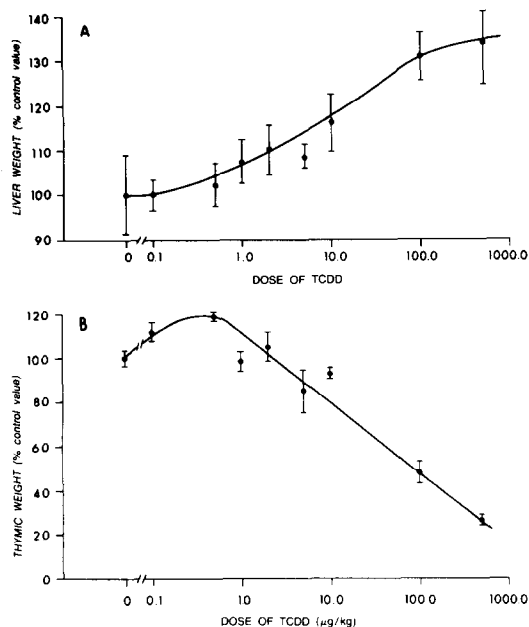 A
LIVER WEIGHT (% control value)
140
130
120
110
100
90
0 0.1 1.0 10.0 100.0 1000.0
DOSE OF TCDD
B
THYMIC WEIGHT (% control value)
120
100
80
60
40
20
0
0 0.1 10 10.0 100.0 1000.0
DOSE OF TCDD (µg/kg)